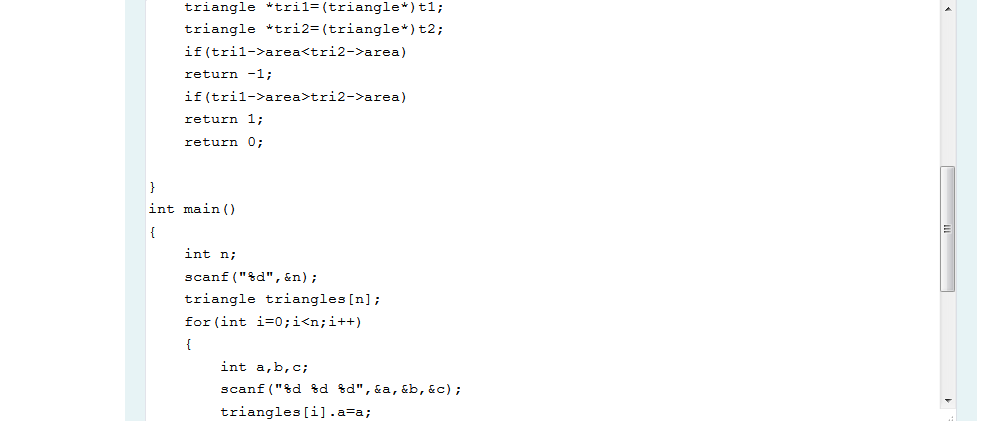 triangle *tri1=(triangle*)t1;
triangle *tri2=(triangle*)t2;
if(tri1->area<tri2->area)
return -1;
if(tri1->area>tri2->area)
return 1;
return 0;
}
int main()
{
int n;
scanf("%d",&n);
triangle triangles[n];
for(int i=0;i<n;i++)
{
int a,b,c;
scanf("%d %d %d",&a,&b,&c);
triangles[i].a=a;